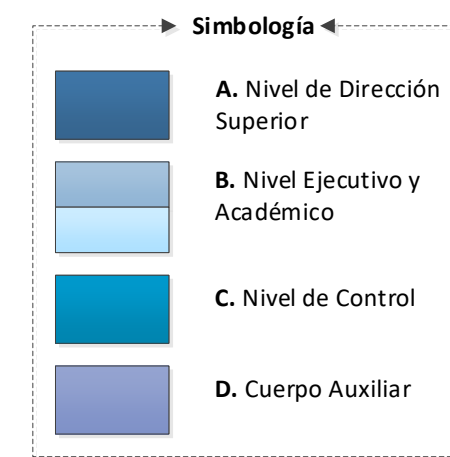 Simbología
A. Nivel de Dirección
Superior
B. Nivel Ejecutivo y
Académico
C. Nivel de Control
D. Cuerpo Auxiliar